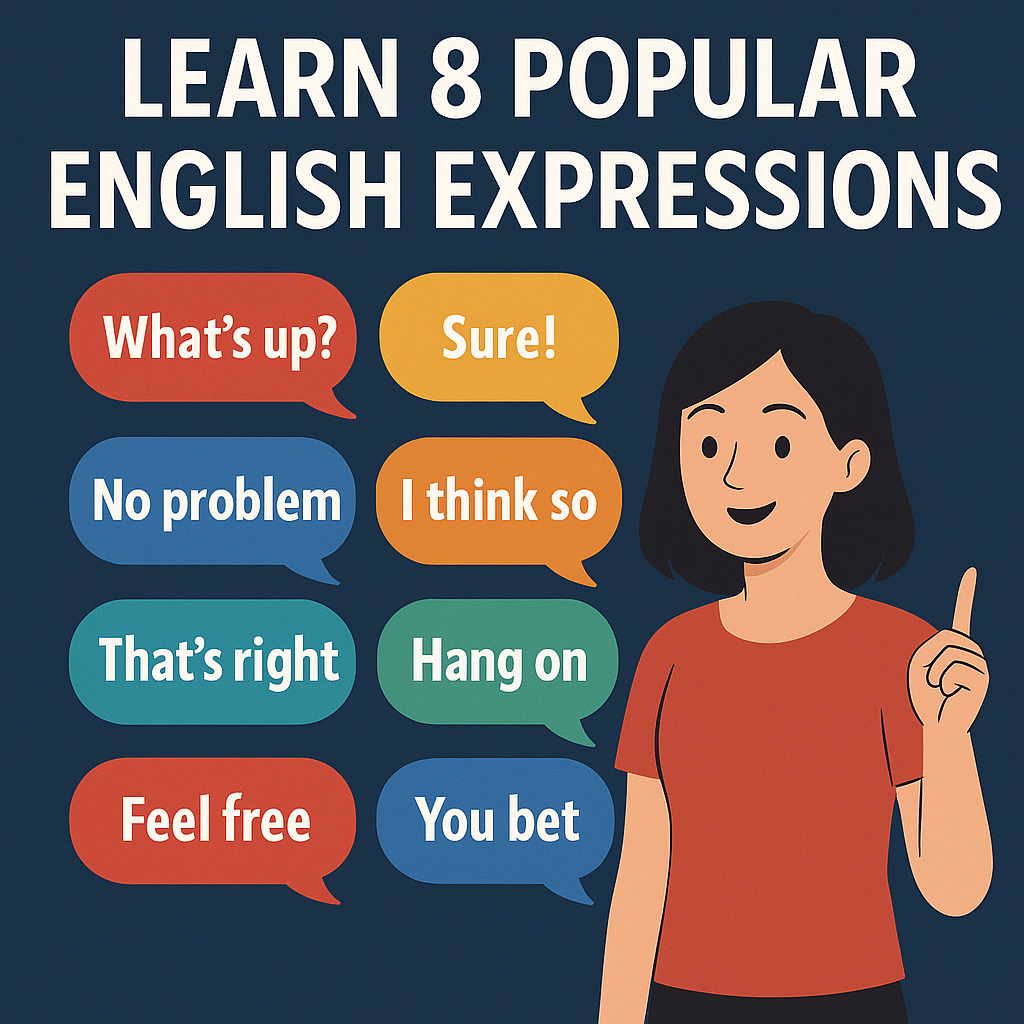 LEARN 8 POPULAR
ENGLISH EXPRESSIONS
What's up?
Sure!
No problem
I think so
That's right
Hang on
Feel free
You bet